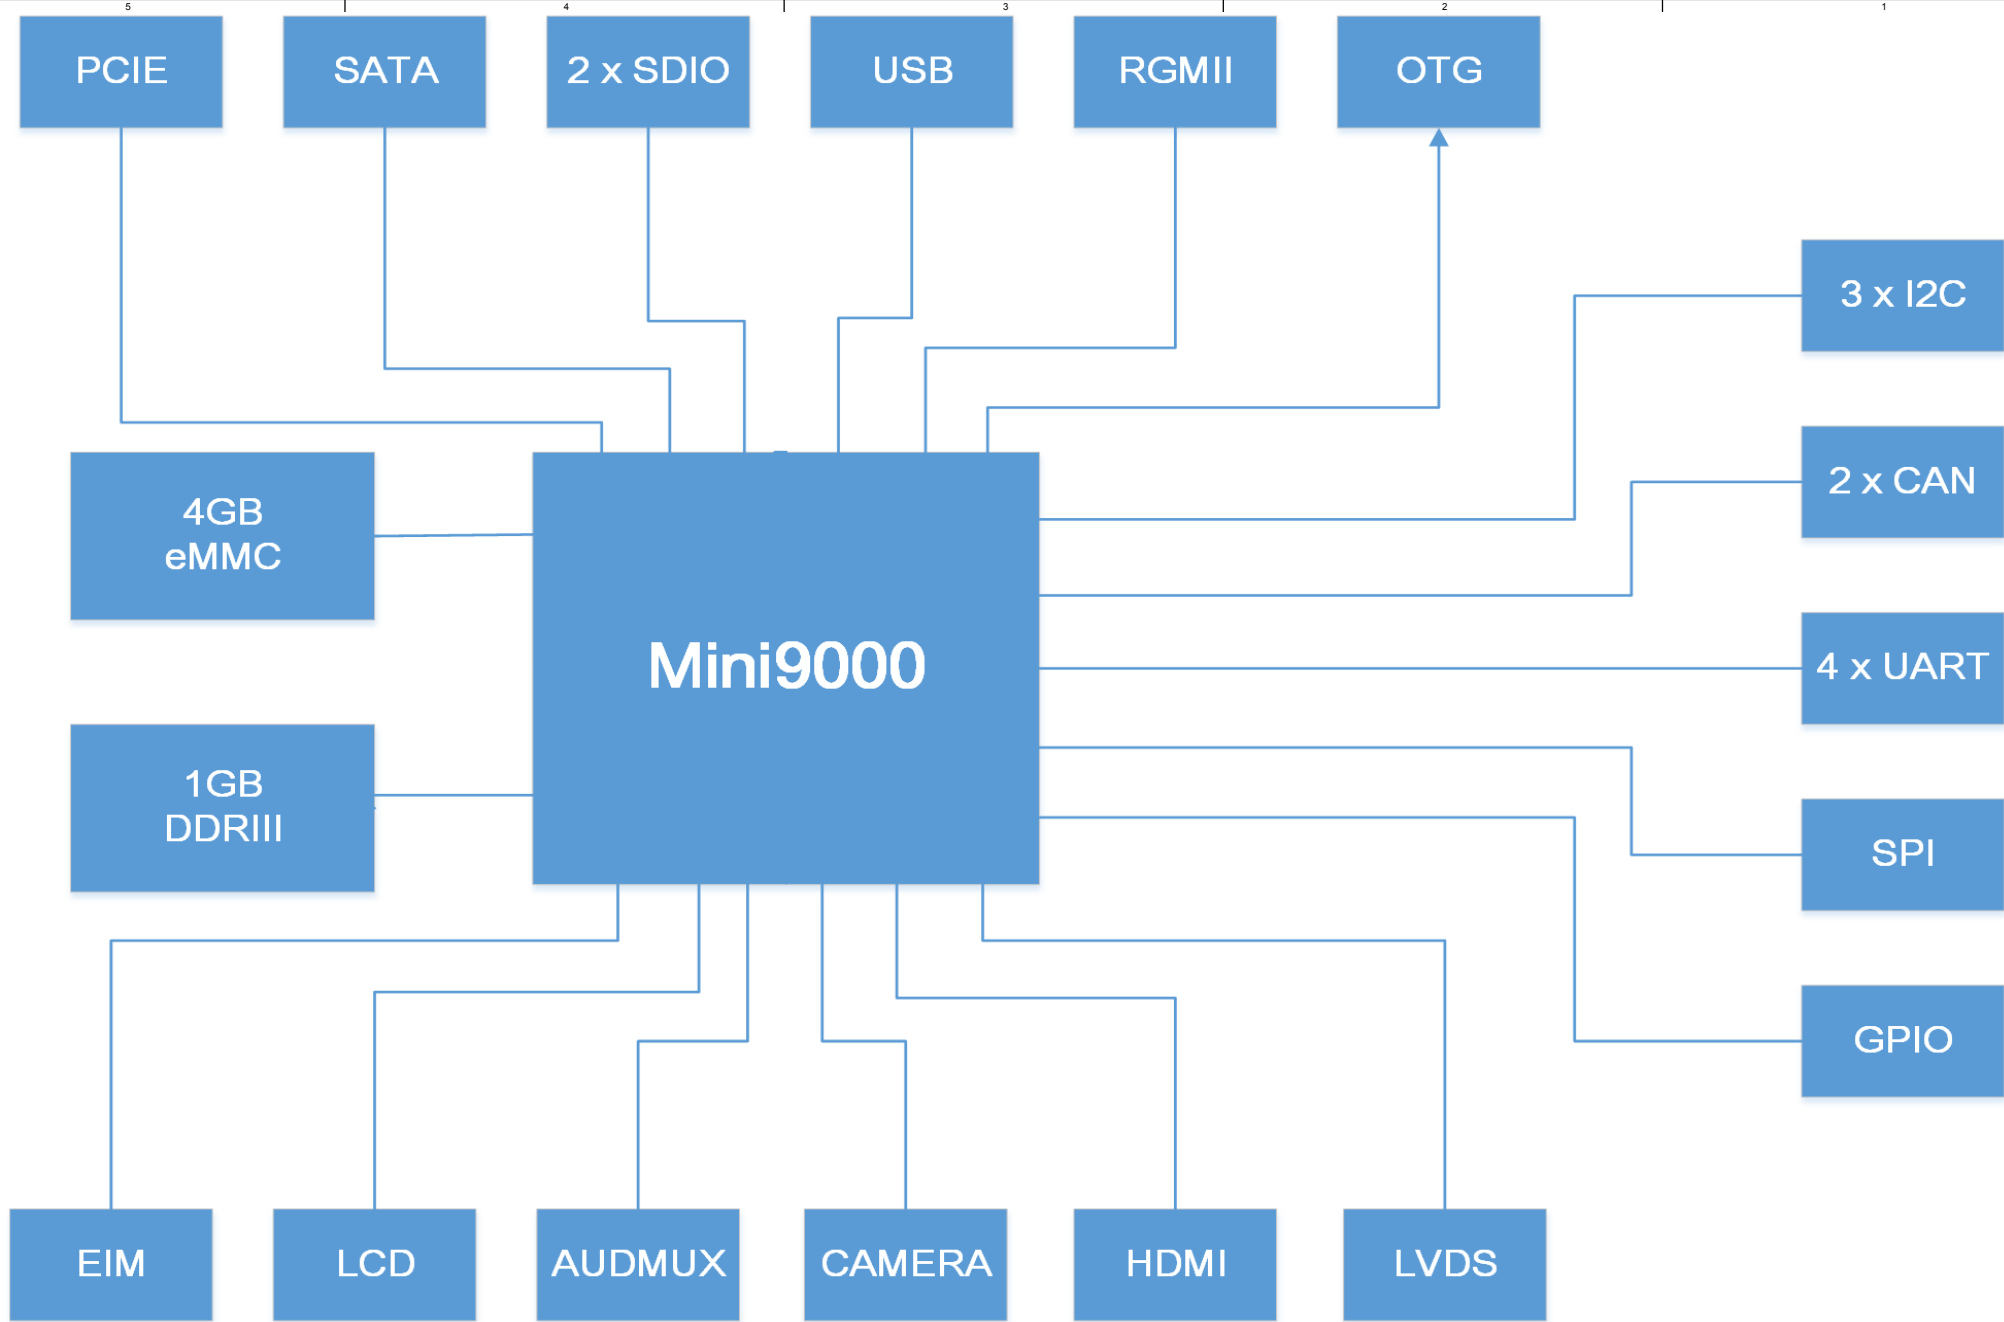 5 4 3 2 1
PCIE
SATA
2 x SDIO
USB
RGMII
OTG
3 x I2C
2 x CAN
4GB
eMMC
Mini9000
4 x UART
1GB
DDRIII
SPI
GPIO
EIM
LCD
AUDMUX
CAMERA
HDMI
LVDS